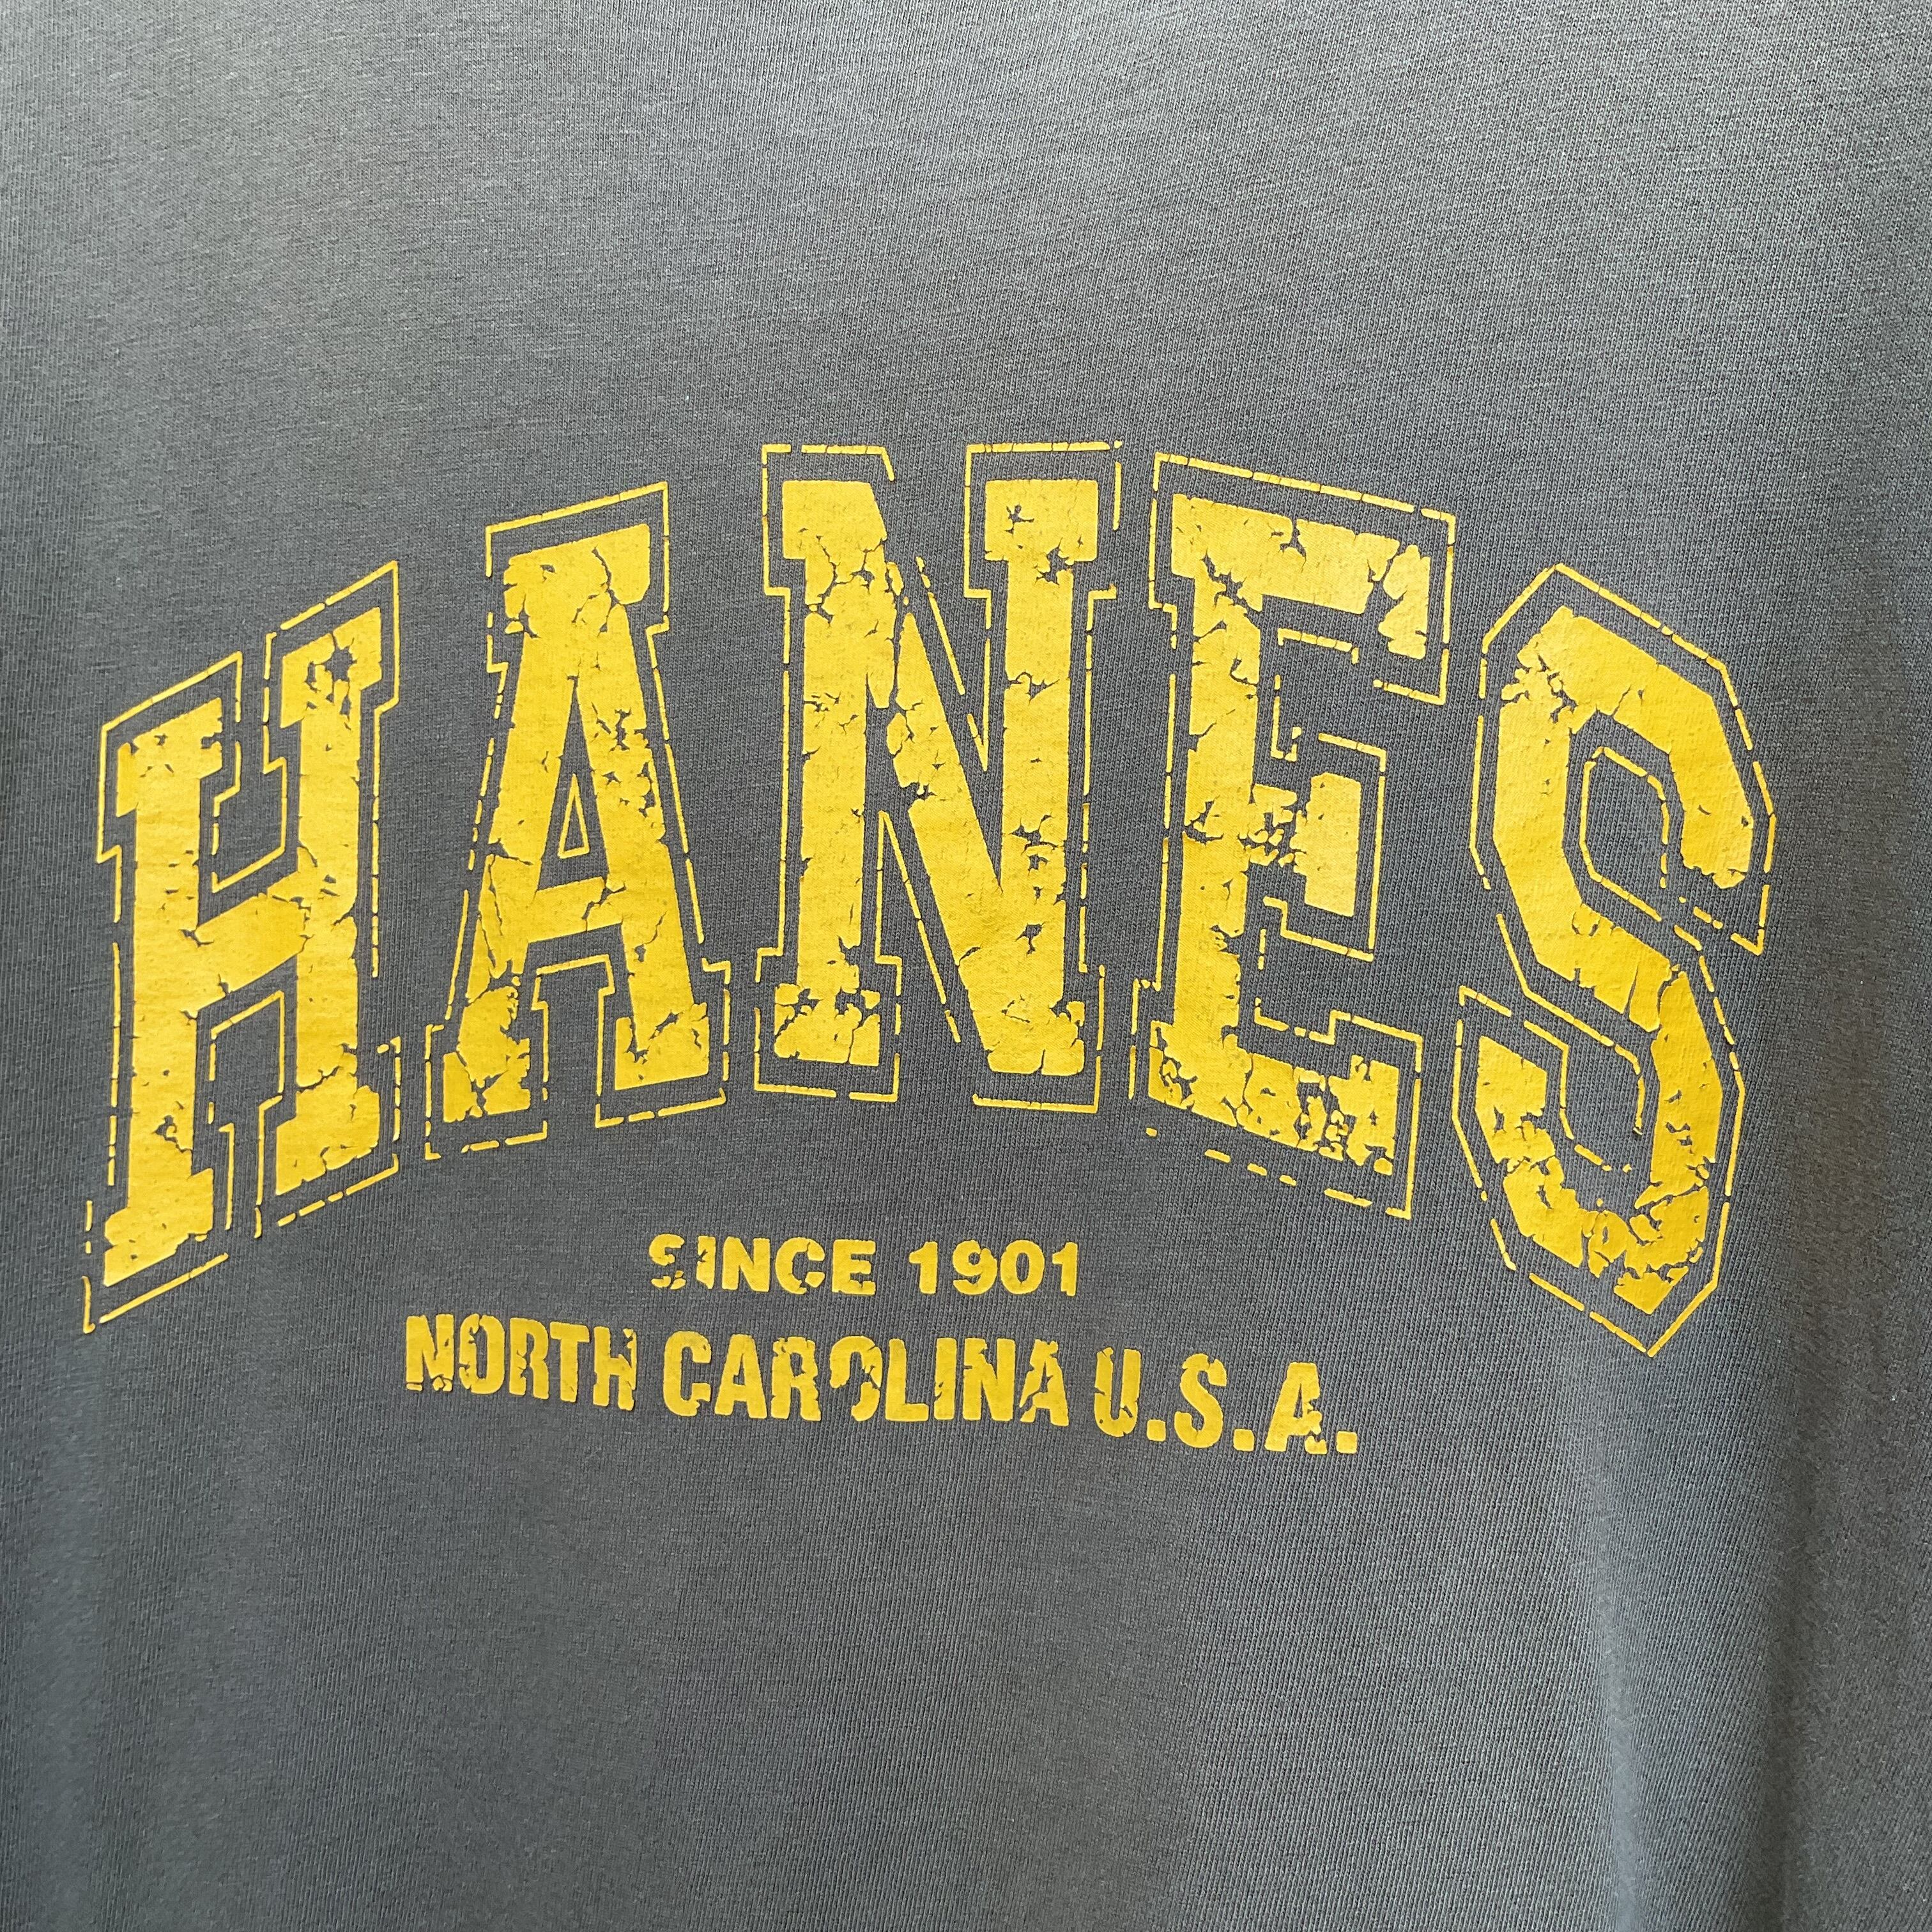 HANES
SINCE 1901
NORTH CAROLINA U.S.A.